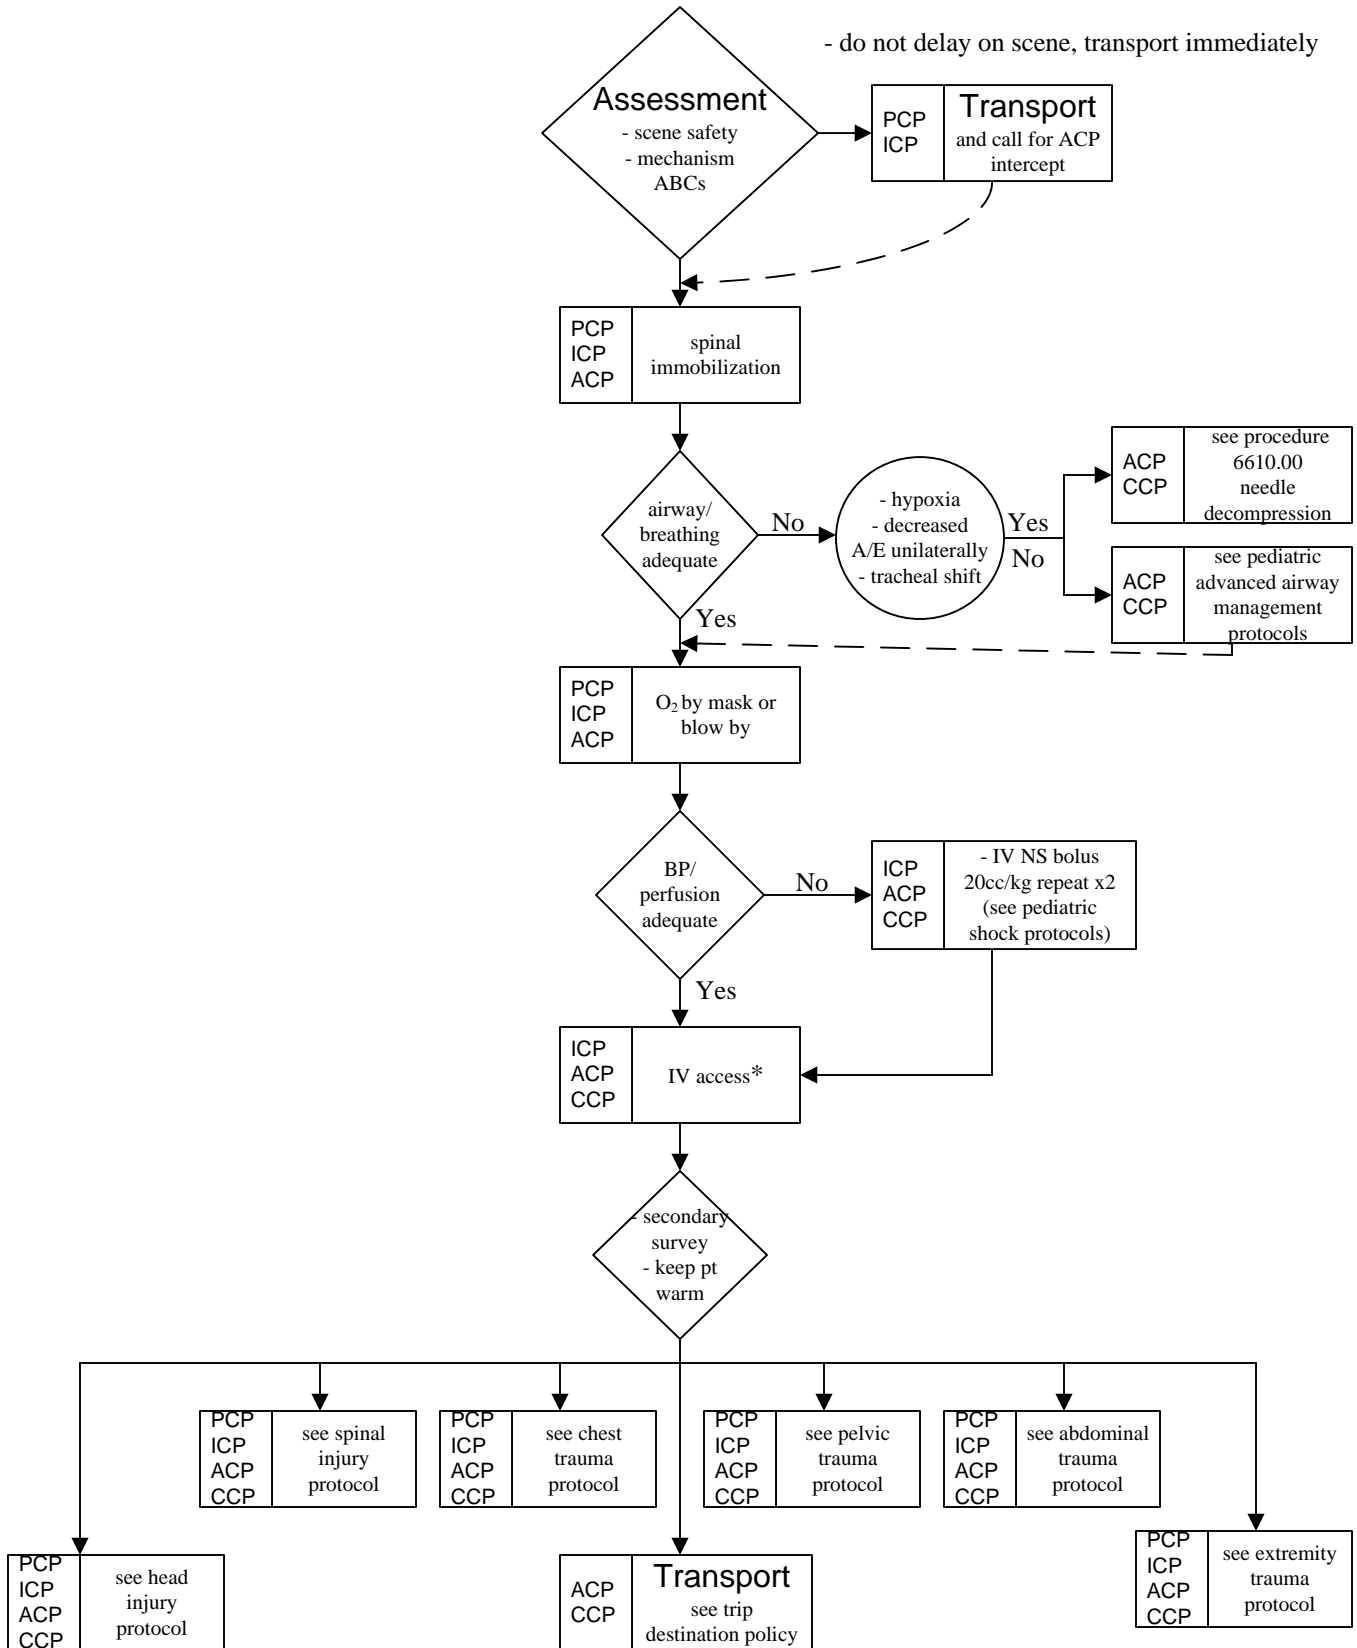 - do not delay on scene, transport immediately
Assessment
- scene safety
- mechanism
ABCs
PCP
ICP
Transport
and call for ACP
intercept
PCP
ICP
ACP
spinal
immobilization
airway/
breathing
adequate
No
- hypoxia
- decreased
A/E unilaterally
- tracheal shift
Yes
No
ACP
CCP
see procedure
6610.00
needle
decompression
ACP
CCP
see pediatric
advanced airway
management
protocols
Yes
PCP
ICP
ACP
O₂ by mask or
blow by
BP/
perfusion
adequate
No
ICP
ACP
CCP
- IV NS bolus
20cc/kg repeat x2
(see pediatric
shock protocols)
Yes
ICP
ACP
CCP
IV access*
- secondary
survey
- keep pt
warm
PCP
ICP
ACP
CCP
see spinal
injury
protocol
PCP
ICP
ACP
CCP
see chest
trauma
protocol
PCP
ICP
ACP
CCP
see pelvic
trauma
protocol
PCP
ICP
ACP
CCP
see abdominal
trauma
protocol
PCP
ICP
ACP
CCP
see head
injury
protocol
ACP
CCP
Transport
see trip
destination policy
PCP
ICP
ACP
CCP
see extremity
trauma
protocol